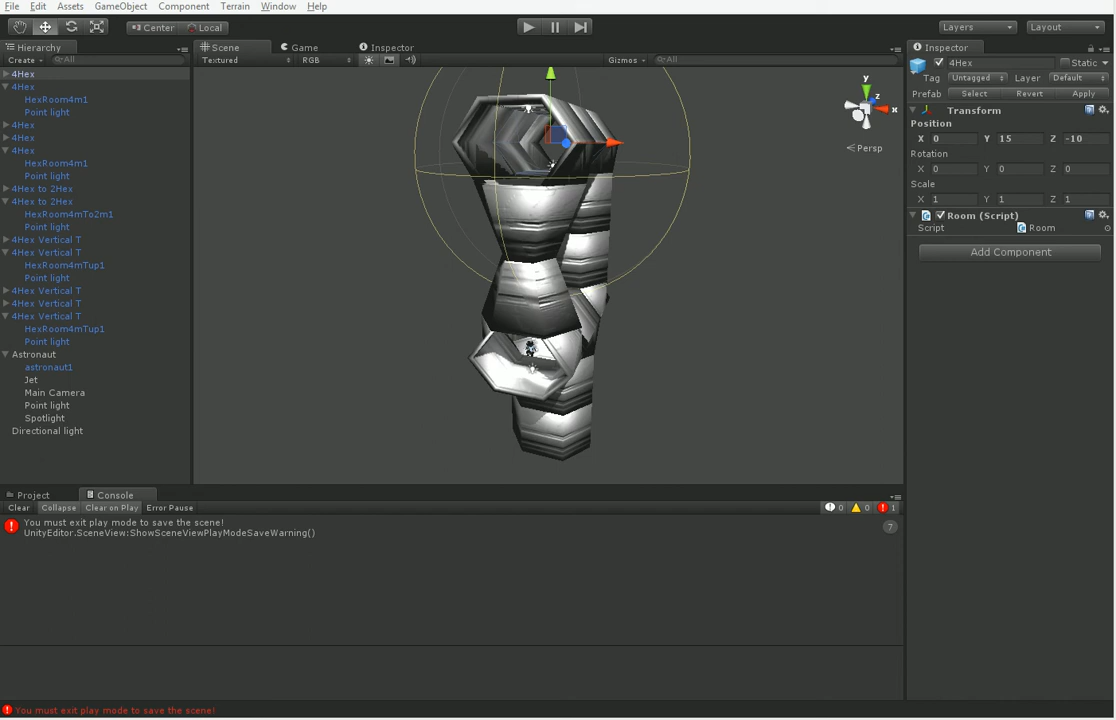 File Edit Assets GameObject Component Terrain Window Help
Center Local Layers Layout
Hierarchy Scene Game Inspector Inspector
Create All Textured RGB Gizmos All 4Hex Static
Tag Untagged Layer Default
Prefab Select Revert Apply
Transform
Position
X 0 Y 15 Z -10
Rotation
X 0 Y 0 Z 0
Scale
X 1 Y 1 Z 1
Room (Script)
Script Room
Add Component
y
z
x
Persp
4Hex
4Hex
HexRoom4m1
Point light
4Hex
4Hex
4Hex
HexRoom4m1
Point light
4Hex to 2Hex
4Hex to 2Hex
HexRoom4mTo2m1
Point light
4Hex Vertical T
4Hex Vertical T
HexRoom4mTup1
Point light
4Hex Vertical T
4Hex Vertical T
4Hex Vertical T
HexRoom4mTup1
Point light
Astronaut
astronaut1
Jet
Main Camera
Point light
Spotlight
Directional light
Project Console
Clear Collapse Clear on Play Error Pause 0 0 1
You must exit play mode to save the scene!
UnityEditor.SceneView:ShowSceneViewPlayModeSaveWarning()
7
You must exit play mode to save the scene!